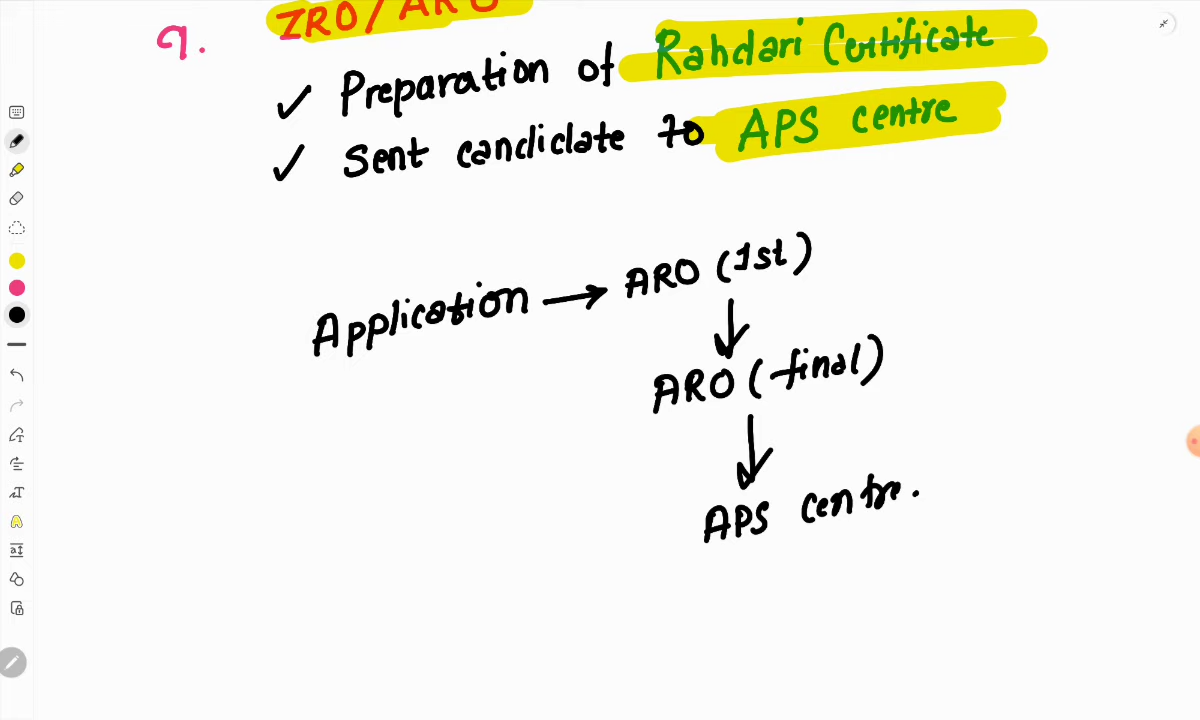 9. ZRO/ARO
✓ Preparation of Rahdari Certificate
✓ Sent candidate to APS centre
Application → ARO (1st)
↓
ARO (final)
↓
APS centre.